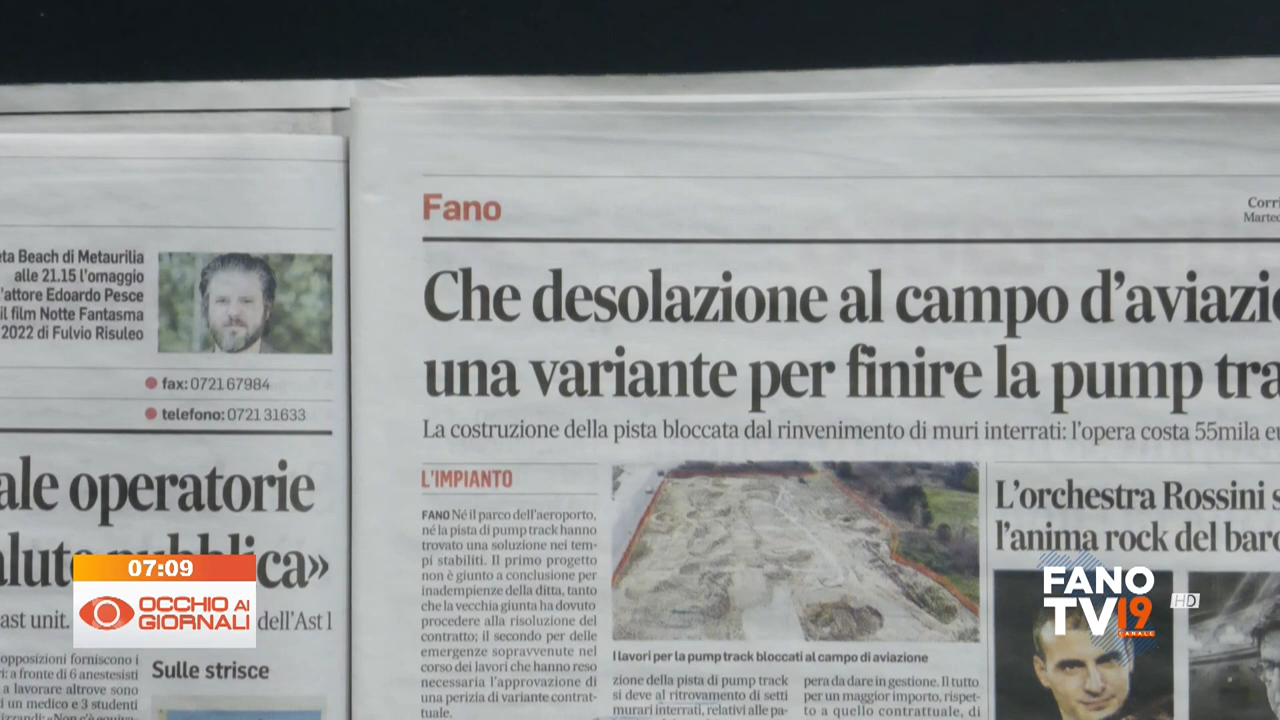 eta Beach di Metaurilia
alle 21.15 l'omaggio
l'attore Edoardo Pesce
il film Notte Fantasma
2022 di Fulvio Risuleo
fax: 0721 67984
telefono: 0721 31633
ale operatorie
alute pubblica»
ast unit.
dell'Ast 1
opposizioni forniscono i
ri: a fronte di 6 anestesisti
a lavorare altrove sono
i un medico e 3 studenti
Sulle strisce
Fano
Corri
Marte
Che desolazione al campo d'aviazio
una variante per finire la pump tra
La costruzione della pista bloccata dal rinvenimento di muri interrati: l'opera costa 55mila eu
L'IMPIANTO
FANO Né il parco dell'aeroporto,
né la pista di pump track hanno
trovato una soluzione nei tem-
pi stabiliti. Il primo progetto
non è giunto a conclusione per
inadempienze della ditta, tanto
che la vecchia giunta ha dovuto
procedere alla risoluzione del
contratto; il secondo per delle
emergenze sopravvenute nel
corso dei lavori che hanno reso
necessaria l'approvazione di
una perizia di variante contrat-
tuale.
I lavori per la pump track bloccati al campo di aviazione
zione della pista di pump track
si deve al ritrovamento di setti
murari interrati, relativi alle pa-
pera da dare in gestione. Il tutto
per un maggior importo, rispet-
to a quello contrattuale, di
L'orchestra Rossini s
l'anima rock del baro
07:09
OCCHIO AI
GIORNALI
FANO
TV19
CANALE
HD